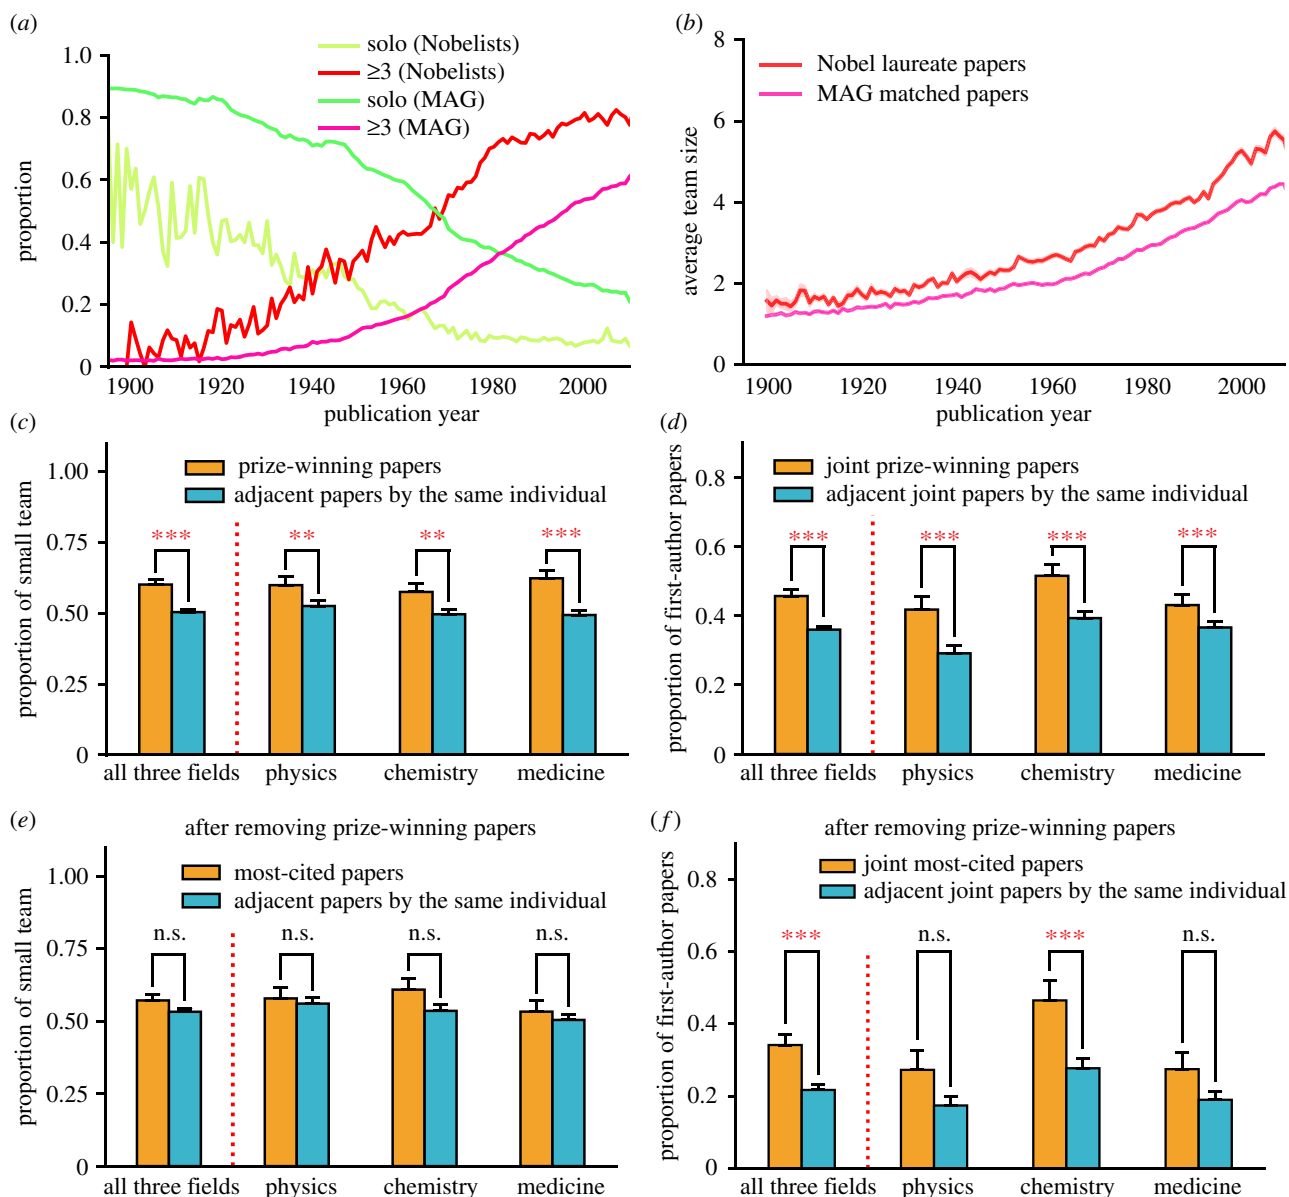 (a)
solo (Nobelists)
≥3 (Nobelists)
solo (MAG)
≥3 (MAG)
proportion
1.0
0.8
0.6
0.4
0.2
0
1900 1920 1940 1960 1980 2000
publication year
(b)
Nobel laureate papers
MAG matched papers
average team size
8
6
4
2
0
1900 1920 1940 1960 1980 2000
publication year
(c)
prize-winning papers
adjacent papers by the same individual
proportion of small team
1.00
0.75
0.50
0.25
0
*** ** ** ***
all three fields physics chemistry medicine
(d)
joint prize-winning papers
adjacent joint papers by the same individual
proportion of first-author papers
0.8
0.6
0.4
0.2
0
*** *** *** ***
all three fields physics chemistry medicine
(e)
after removing prize-winning papers
most-cited papers
adjacent papers by the same individual
proportion of small team
1.00
0.75
0.50
0.25
0
n.s. n.s. n.s. n.s.
all three fields physics chemistry medicine
(f)
after removing prize-winning papers
joint most-cited papers
adjacent joint papers by the same individual
proportion of first-author papers
0.8
0.6
0.4
0.2
0
*** n.s. *** n.s.
all three fields physics chemistry medicine